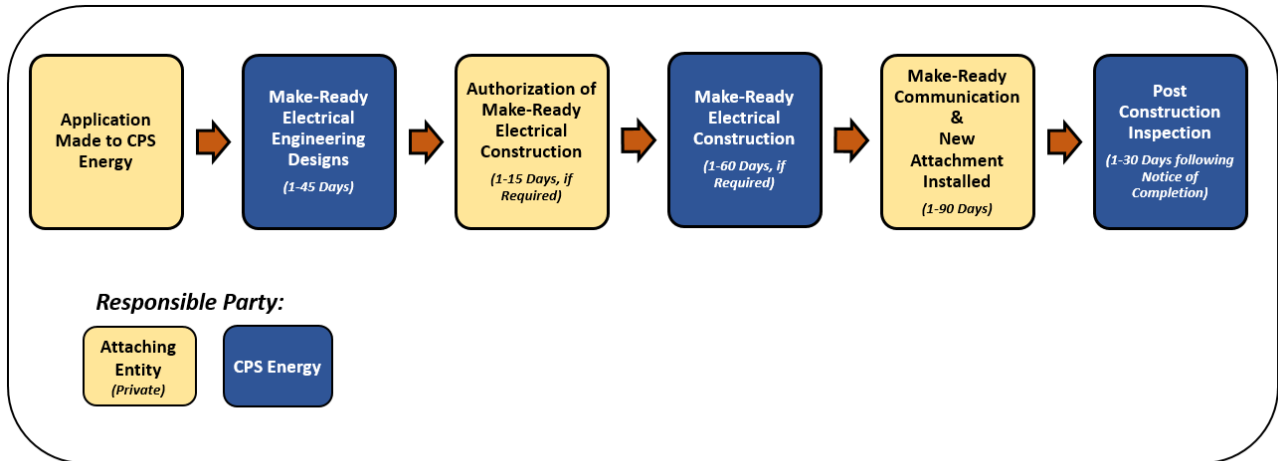 Application
Made to CPS
Energy
Make-Ready
Electrical
Engineering
Designs
(1-45 Days)
Authorization of
Make-Ready
Electrical
Construction
(1-15 Days, if
Required)
Make-Ready
Electrical
Construction
(1-60 Days, if
Required)
Make-Ready
Communication
&
New
Attachment
Installed
(1-90 Days)
Post
Construction
Inspection
(1-30 Days following
Notice of
Completion)
Responsible Party:
Attaching
Entity
(Private)
CPS Energy